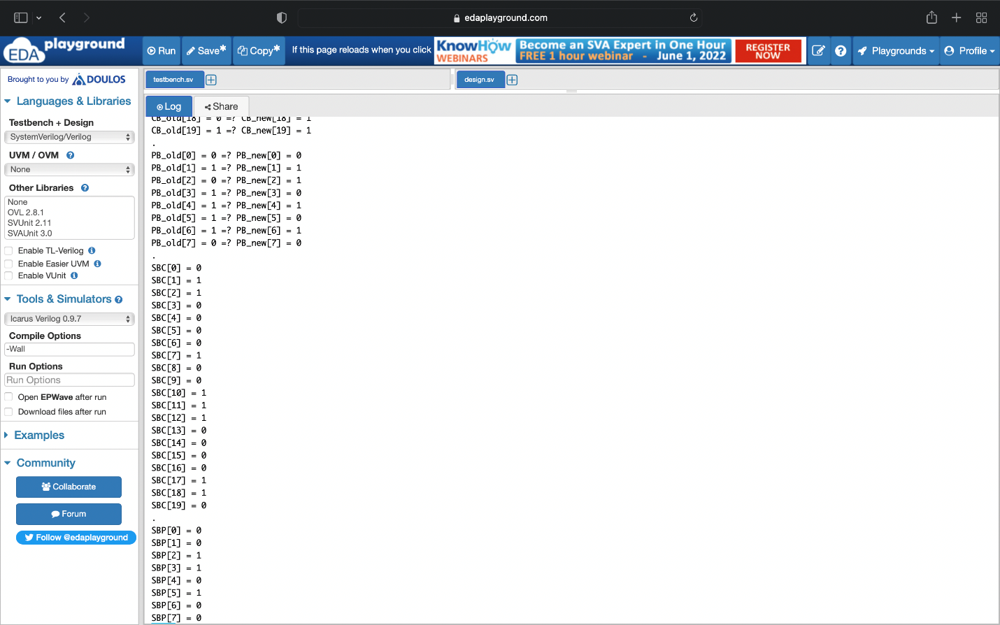 edaplayground.com
EDA playground
Run
Save*
Copy*
If this page reloads when you click
KnowHow WEBINARS
Become an SVA Expert in One Hour
FREE 1 hour webinar - June 1, 2022
REGISTER NOW
Playgrounds
Profile
Brought to you by DOULOS
Languages & Libraries
Testbench + Design
SystemVerilog/Verilog
UVM / OVM
None
Other Libraries
None
OVL 2.8.1
SVUnit 2.11
SVAUnit 3.0
Enable TL-Verilog
Enable Easier UVM
Enable VUnit
Tools & Simulators
Icarus Verilog 0.9.7
Compile Options
-Wall
Run Options
Run Options
Open EPWave after run
Download files after run
Examples
Community
Collaborate
Forum
Follow @edaplayground
testbench.sv
design.sv
Log
Share
CB_old[18] = 0 =? CB_new[18] = 1
CB_old[19] = 1 =? CB_new[19] = 1
.
PB_old[0] = 0 =? PB_new[0] = 0
PB_old[1] = 1 =? PB_new[1] = 1
PB_old[2] = 0 =? PB_new[2] = 1
PB_old[3] = 1 =? PB_new[3] = 0
PB_old[4] = 1 =? PB_new[4] = 1
PB_old[5] = 1 =? PB_new[5] = 0
PB_old[6] = 1 =? PB_new[6] = 1
PB_old[7] = 0 =? PB_new[7] = 0
.
SBC[0] = 0
SBC[1] = 1
SBC[2] = 1
SBC[3] = 0
SBC[4] = 0
SBC[5] = 0
SBC[6] = 0
SBC[7] = 1
SBC[8] = 0
SBC[9] = 0
SBC[10] = 1
SBC[11] = 1
SBC[12] = 1
SBC[13] = 0
SBC[14] = 0
SBC[15] = 0
SBC[16] = 0
SBC[17] = 1
SBC[18] = 1
SBC[19] = 0
.
SBP[0] = 0
SBP[1] = 0
SBP[2] = 1
SBP[3] = 1
SBP[4] = 0
SBP[5] = 1
SBP[6] = 0
SBP[7] = 0